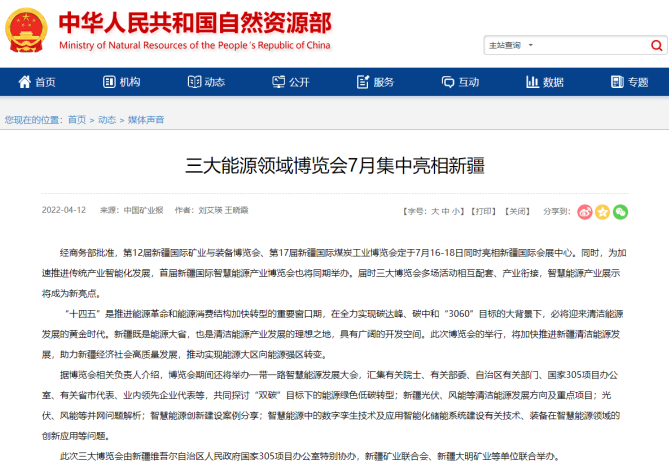 中华人民共和国自然资源部
Ministry of Natural Resources of the People's Republic of China
主站查询
首页 机构 动态 公开 服务 互动 数据 专题
您现在的位置：首页 > 动态 > 媒体声音
三大能源领域博览会7月集中亮相新疆
2022-04-12 来源：中国矿业报 作者：刘艾瑛 王晓霞 【字号：大 中 小】【打印】【关闭】 分享到：
经商务部批准，第12届新疆国际矿业与装备博览会、第17届新疆国际煤炭工业博览会定于7月16-18日同时亮相新疆国际会展中心。同时，为加
速推进传统产业智能化发展，首届新疆国际智慧能源产业博览会也将同期举办。届时三大博览会多场活动相互配套、产业衔接，智慧能源产业展示
将成为新亮点。
“十四五”是推进能源革命和能源消费结构加快转型的重要窗口期，在全力实现碳达峰、碳中和“3060”目标的大背景下，必将迎来清洁能源
发展的黄金时代。新疆既是能源大省，也是清洁能源产业发展的理想之地，具有广阔的开发空间。此次博览会的举行，将加快推进新疆清洁能源发
展，助力新疆经济社会高质量发展，推动实现能源大区向能源强区转变。
据博览会相关负责人介绍，博览会期间还将举办一带一路智慧能源发展大会，汇集有关院士、有关部委、自治区有关部门、国家305项目办公
室、有关省市代表、业内领先企业代表等，共同探讨“双碳”目标下的能源绿色低碳转型；新疆光伏、风能等清洁能源发展方向及重点项目；光
伏、风能等并网问题解析；智慧能源创新建设案例分享；智慧能源中的数字孪生技术及应用智能化储能系统建设有关技术、装备在智慧能源领域的
创新应用等问题。
此次三大博览会由新疆维吾尔自治区人民政府国家305项目办公室特别协办，新疆矿业联合会、新疆大明矿业等单位联合举办。